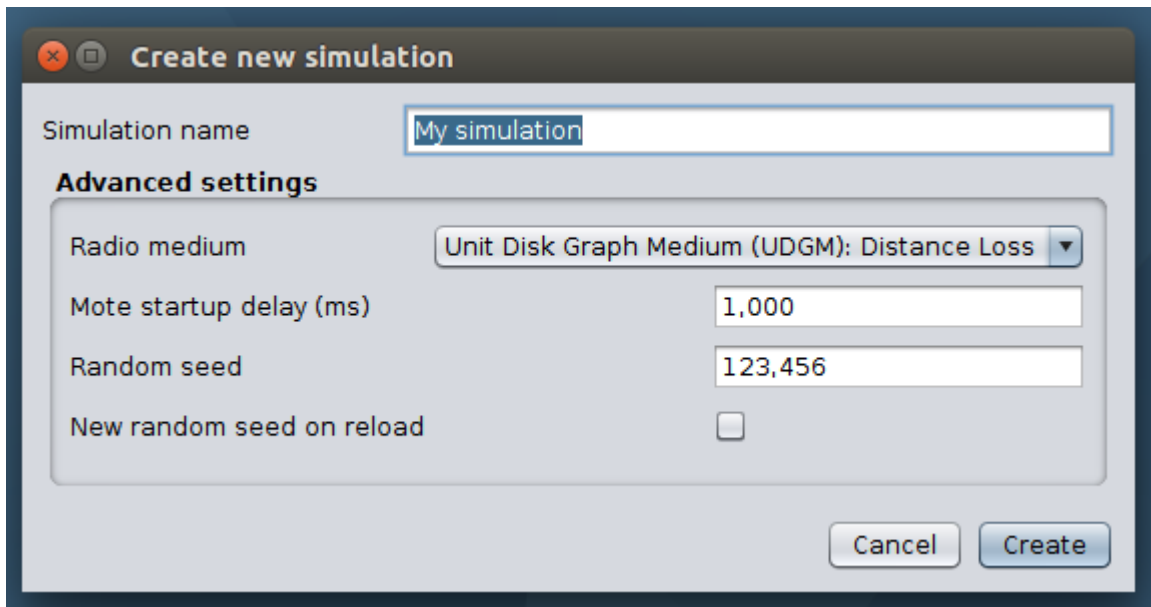 Create new simulation
Simulation name My simulation
Advanced settings
Radio medium Unit Disk Graph Medium (UDGM): Distance Loss
Mote startup delay (ms) 1,000
Random seed 123,456
New random seed on reload
Cancel Create